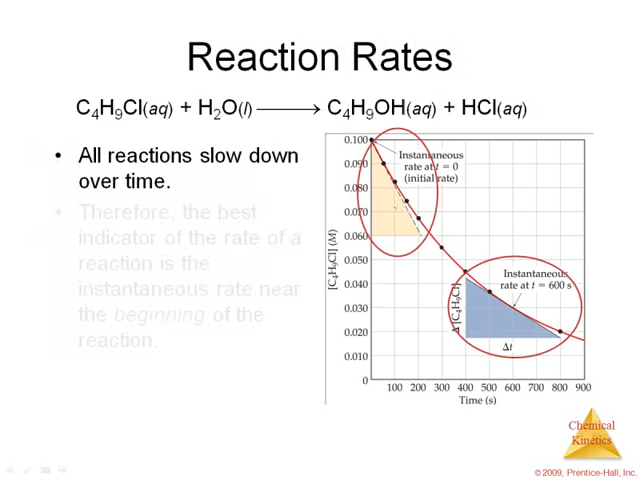 Reaction Rates
C₄H₉Cl(aq) + H₂O(l) ⟶ C₄H₉OH(aq) + HCl(aq)
• All reactions slow down
over time.
• Therefore, the best
indicator of the rate of a
reaction is the
instantaneous rate near
the beginning of the
reaction.
0.100
0.090
0.080
0.070
0.060
0.050
0.040
0.030
0.020
0.010
0
[C₄H₉Cl] (M)
Instantaneous
rate at t = 0
(initial rate)
Instantaneous
rate at t = 600 s
Δ [C₄H₉Cl]
Δt
100 200 300 400 500 600 700 800 900
Time (s)
Chemical
Kinetics
© 2009, Prentice-Hall, Inc.